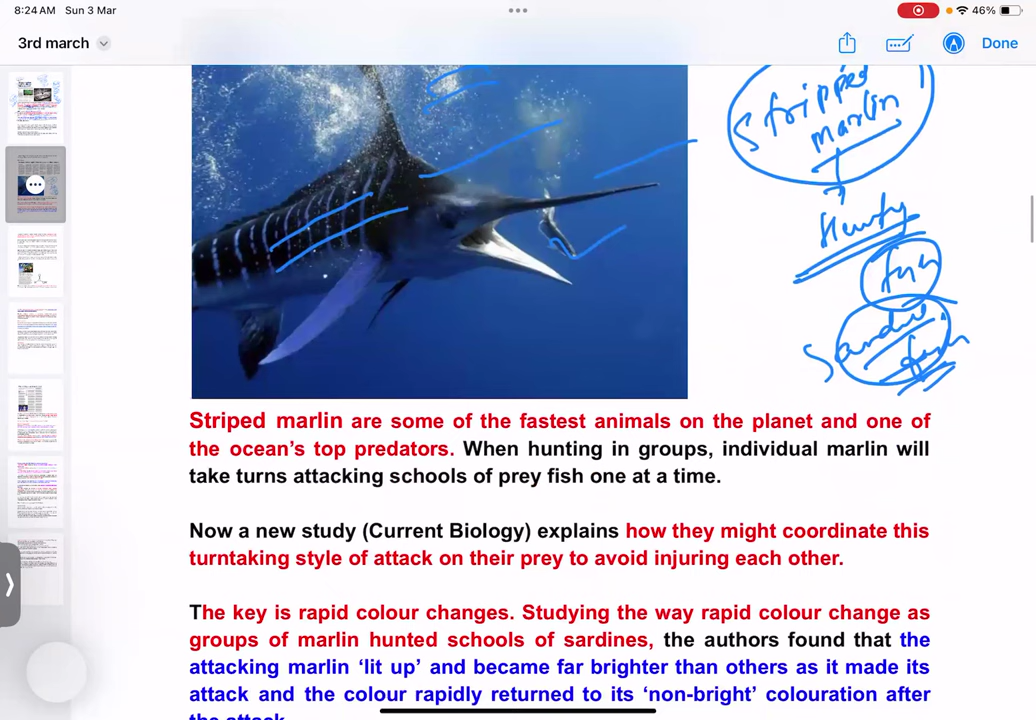 8:24 AM Sun 3 Mar
46%
3rd march
Done
Stripped
marlin
Hunting
fish
Sardine
fish
Striped marlin are some of the fastest animals on the planet and one of
the ocean's top predators. When hunting in groups, individual marlin will
take turns attacking schools of prey fish one at a time.
Now a new study (Current Biology) explains how they might coordinate this
turntaking style of attack on their prey to avoid injuring each other.
The key is rapid colour changes. Studying the way rapid colour change as
groups of marlin hunted schools of sardines, the authors found that the
attacking marlin 'lit up' and became far brighter than others as it made its
attack and the colour rapidly returned to its 'non-bright' colouration after
the attack.